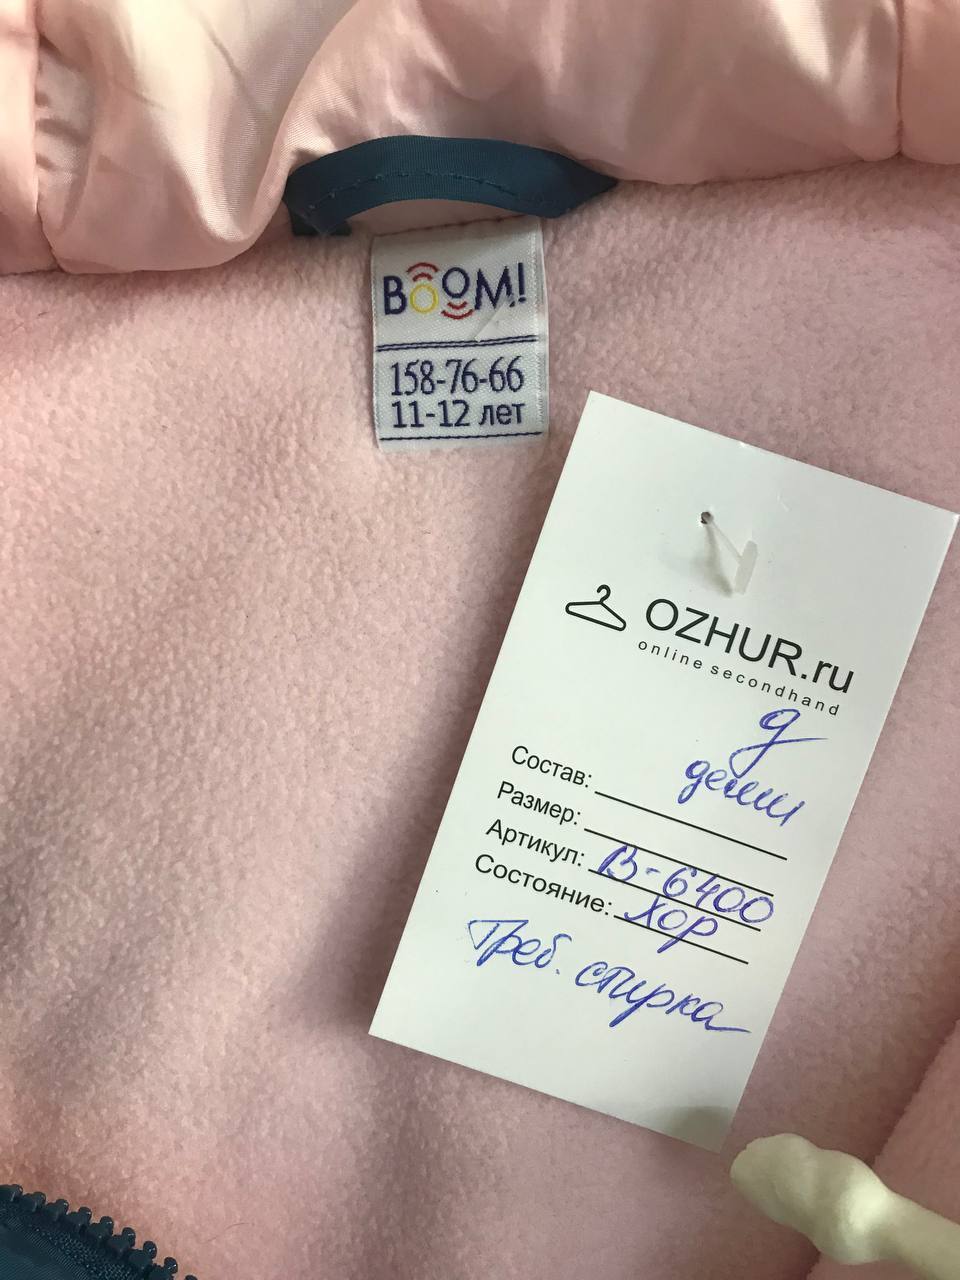 BOOM!
158-76-66
11-12 лет
OZHUR.ru
online secondhand
д
деми
Состав:
Размер:
Артикул: В-6400
Состояние: хор
Треб. стирка